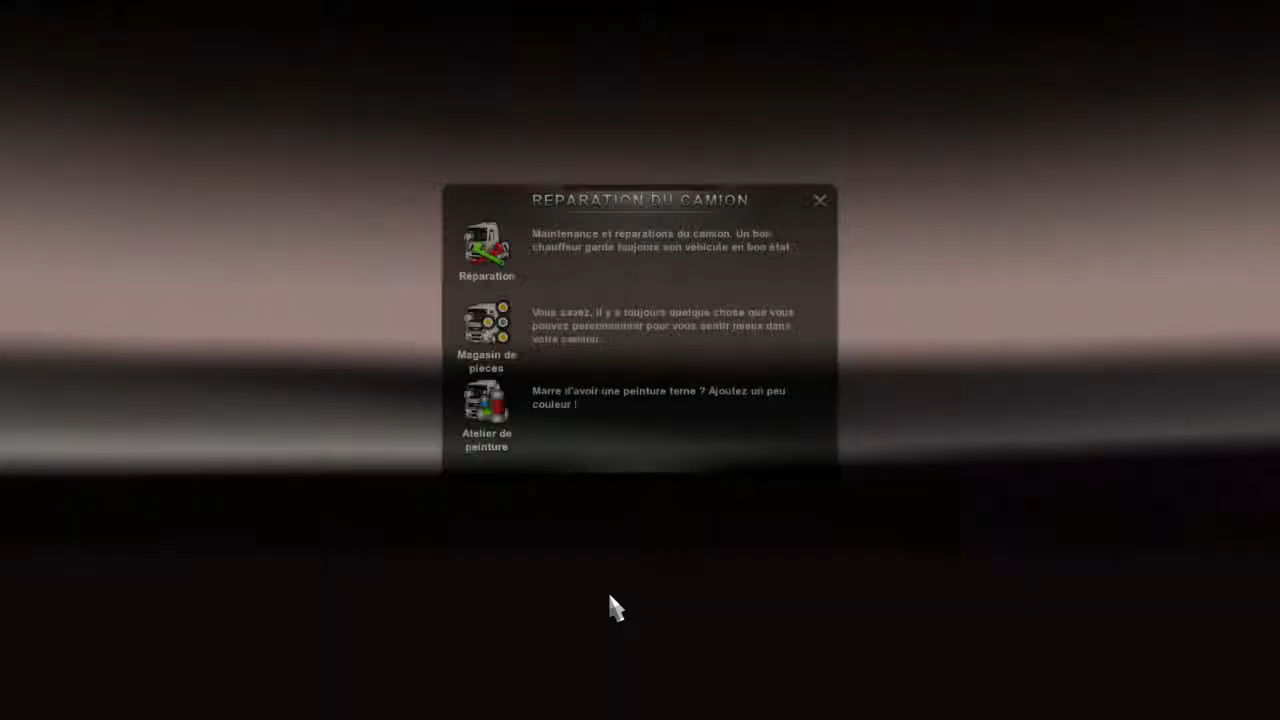 REPARATION DU CAMION
Maintenance et réparations du camion. Un bon
chauffeur garde toujours son véhicule en bon état.
Réparation
Vous savez, il y a toujours quelque chose que vous
pouvez personnaliser pour vous sentir mieux dans
votre camion...
Magasin de
pièces
Marre d'avoir une peinture terne ? Ajoutez un peu
couleur !
Atelier de
peinture